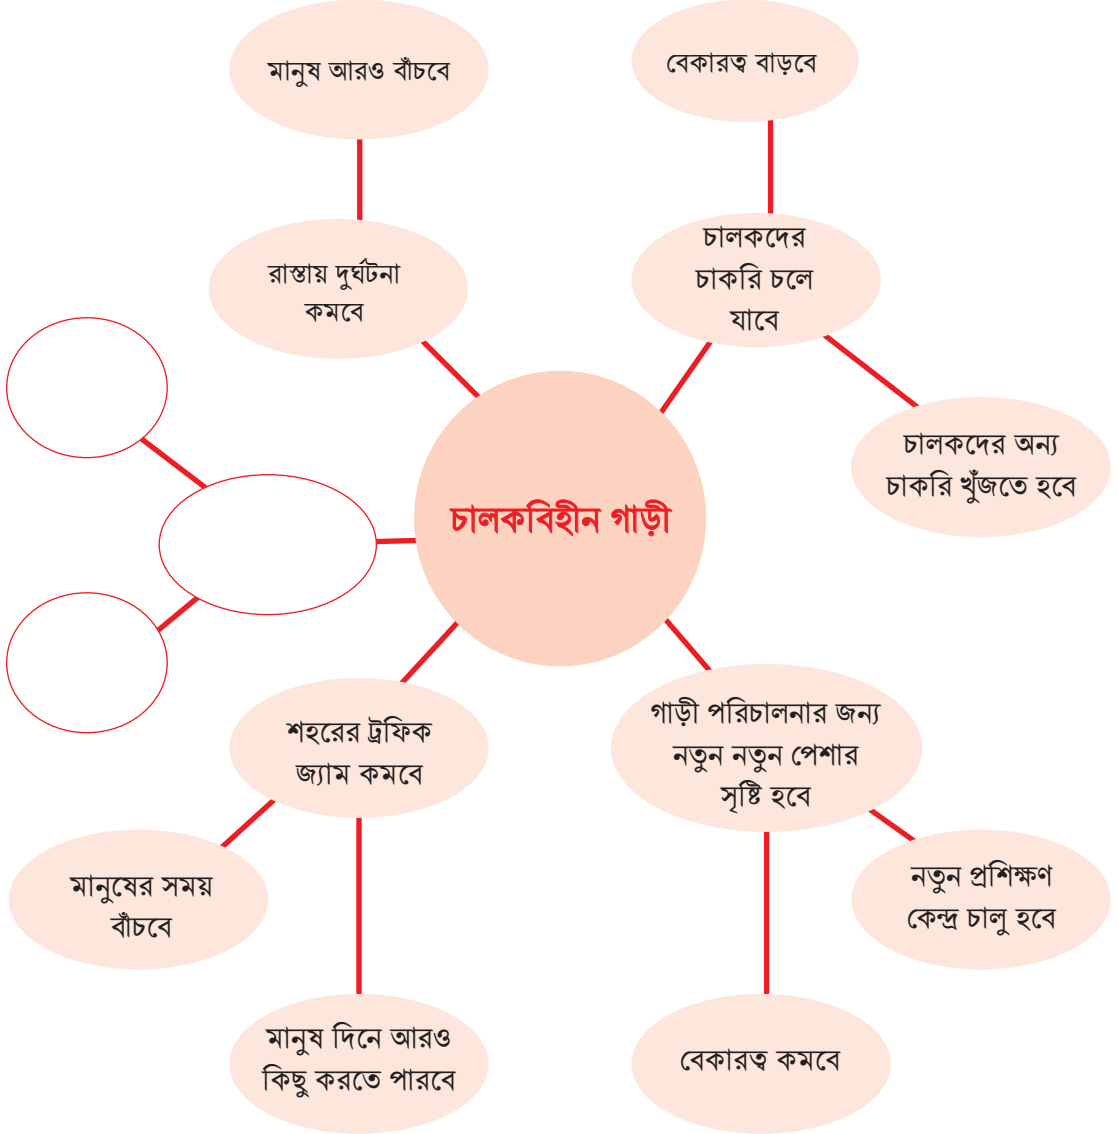 মানুষ আরও বাঁচবে
বেকারত্ব বাড়বে
রাস্তায় দুর্ঘটনা
কমবে
চালকদের
চাকরি চলে
যাবে
চালকদের অন্য
চাকরি খুঁজতে হবে
চালকবিহীন গাড়ী
শহরের ট্রফিক
জ্যাম কমবে
গাড়ী পরিচালনার জন্য
নতুন নতুন পেশার
সৃষ্টি হবে
মানুষের সময়
বাঁচবে
নতুন প্রশিক্ষণ
কেন্দ্র চালু হবে
মানুষ দিনে আরও
কিছু করতে পারবে
বেকারত্ব কমবে